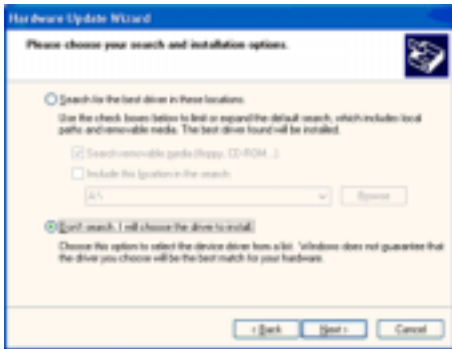 Hardware Update Wizard
Please choose your search and installation options.
Search for the best driver in these locations.
Use the check boxes below to limit or expand the default search, which includes local
paths and removable media. The best driver found will be installed.
Search removable media (floppy, CD-ROM...)
Include this location in the search:
A:\
Browse
Don't search. I will choose the driver to install.
Choose this option to select the device driver from a list. Windows does not guarantee that
the driver you choose will be the best match for your hardware.
< Back
Next >
Cancel